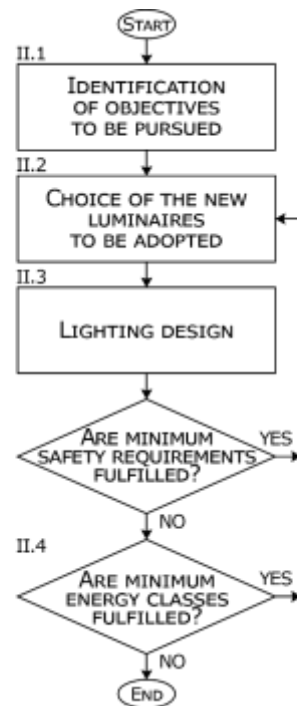 START
II.1
IDENTIFICATION
OF OBJECTIVES
TO BE PURSUED
II.2
CHOICE OF THE NEW
LUMINAIRES
TO BE ADOPTED
II.3
LIGHTING DESIGN
ARE MINIMUM
SAFETY REQUIREMENTS
FULFILLED?
YES
NO
II.4
ARE MINIMUM
ENERGY CLASSES
FULFILLED?
YES
NO
END